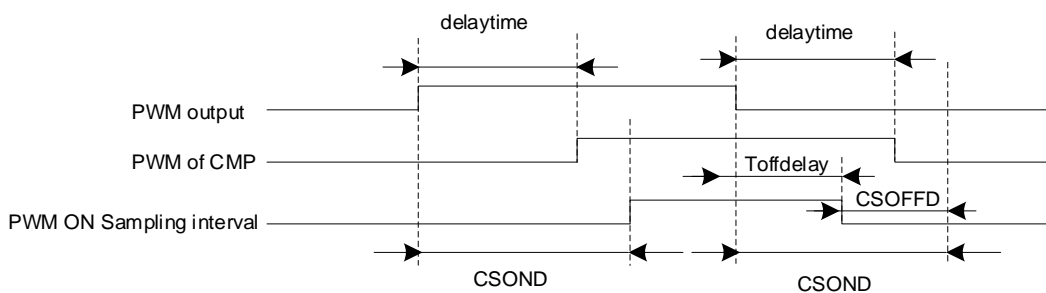 delaytime
delaytime
PWM output
PWM of CMP
Toffdelay
CSOFFD
PWM ON Sampling interval
CSOND
CSOND